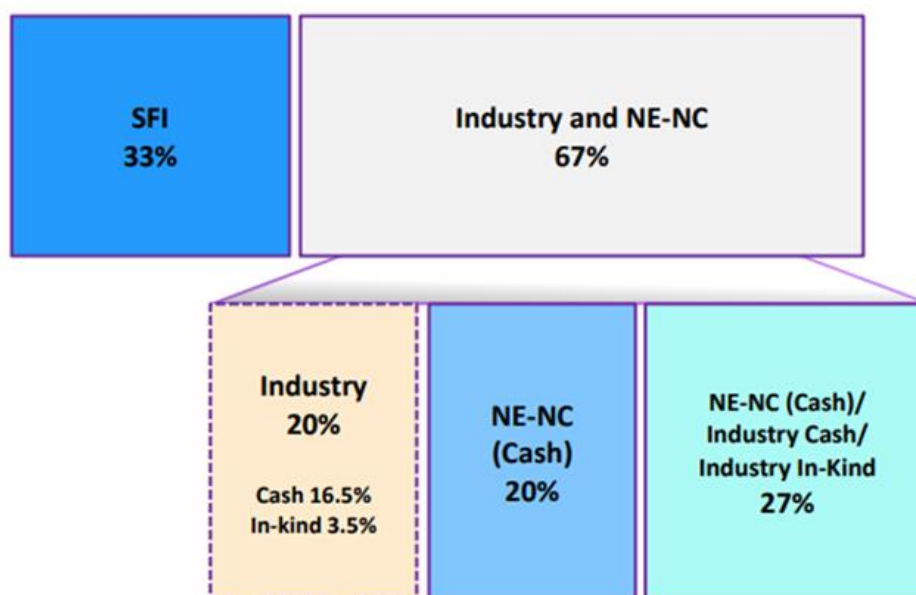 SFI
33%
Industry and NE-NC
67%
Industry
20%
Cash 16.5%
In-kind 3.5%
NE-NC
(Cash)
20%
NE-NC (Cash)/
Industry Cash/
Industry In-Kind
27%